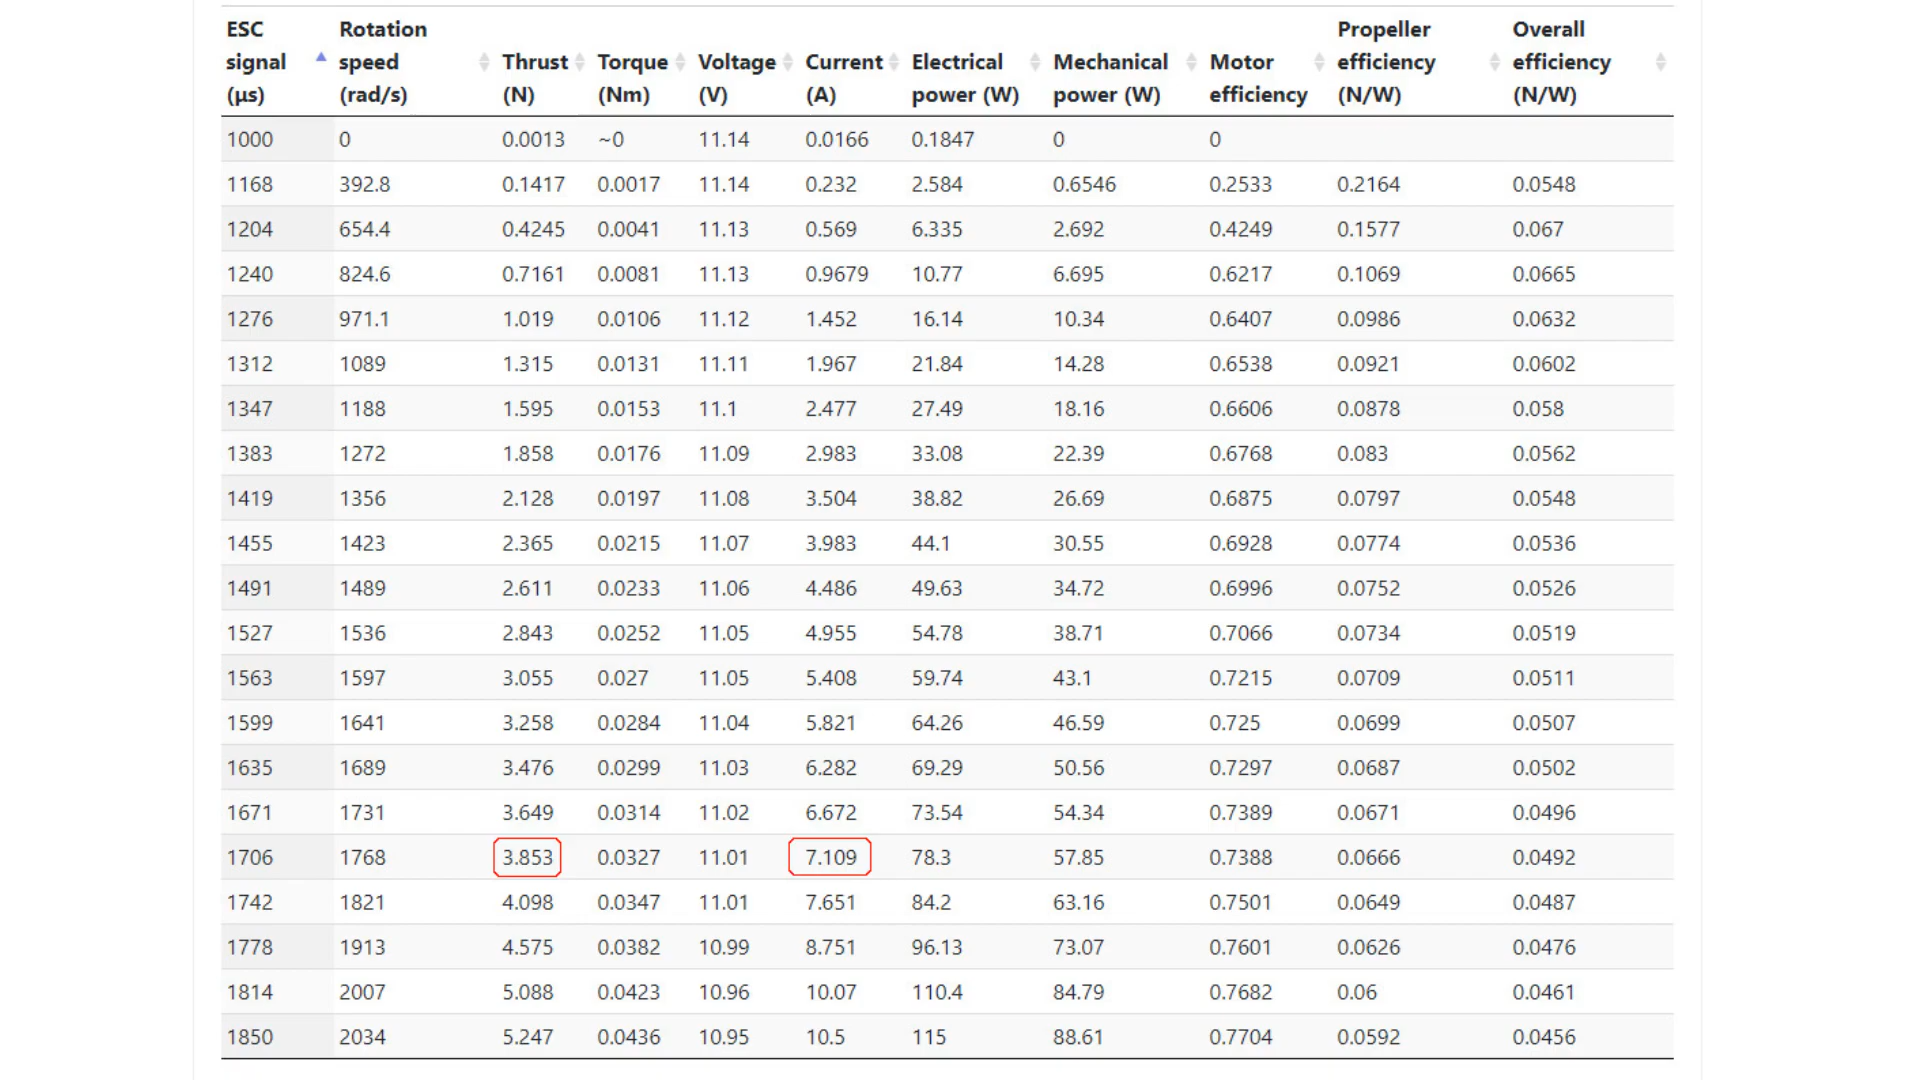 ESC signal (µs) Rotation speed (rad/s) Thrust (N) Torque (Nm) Voltage (V) Current (A) Electrical power (W) Mechanical power (W) Motor efficiency Propeller efficiency (N/W) Overall efficiency (N/W)
1000 0 0.0013 ~0 11.14 0.0166 0.1847 0 0
1168 392.8 0.1417 0.0017 11.14 0.232 2.584 0.6546 0.2533 0.2164 0.0548
1204 654.4 0.4245 0.0041 11.13 0.569 6.335 2.692 0.4249 0.1577 0.067
1240 824.6 0.7161 0.0081 11.13 0.9679 10.77 6.695 0.6217 0.1069 0.0665
1276 971.1 1.019 0.0106 11.12 1.452 16.14 10.34 0.6407 0.0986 0.0632
1312 1089 1.315 0.0131 11.11 1.967 21.84 14.28 0.6538 0.0921 0.0602
1347 1188 1.595 0.0153 11.1 2.477 27.49 18.16 0.6606 0.0878 0.058
1383 1272 1.858 0.0176 11.09 2.983 33.08 22.39 0.6768 0.083 0.0562
1419 1356 2.128 0.0197 11.08 3.504 38.82 26.69 0.6875 0.0797 0.0548
1455 1423 2.365 0.0215 11.07 3.983 44.1 30.55 0.6928 0.0774 0.0536
1491 1489 2.611 0.0233 11.06 4.486 49.63 34.72 0.6996 0.0752 0.0526
1527 1536 2.843 0.0252 11.05 4.955 54.78 38.71 0.7066 0.0734 0.0519
1563 1597 3.055 0.027 11.05 5.408 59.74 43.1 0.7215 0.0709 0.0511
1599 1641 3.258 0.0284 11.04 5.821 64.26 46.59 0.725 0.0699 0.0507
1635 1689 3.476 0.0299 11.03 6.282 69.29 50.56 0.7297 0.0687 0.0502
1671 1731 3.649 0.0314 11.02 6.672 73.54 54.34 0.7389 0.0671 0.0496
1706 1768 3.853 0.0327 11.01 7.109 78.3 57.85 0.7388 0.0666 0.0492
1742 1821 4.098 0.0347 11.01 7.651 84.2 63.16 0.7501 0.0649 0.0487
1778 1913 4.575 0.0382 10.99 8.751 96.13 73.07 0.7601 0.0626 0.0476
1814 2007 5.088 0.0423 10.96 10.07 110.4 84.79 0.7682 0.06 0.0461
1850 2034 5.247 0.0436 10.95 10.5 115 88.61 0.7704 0.0592 0.0456